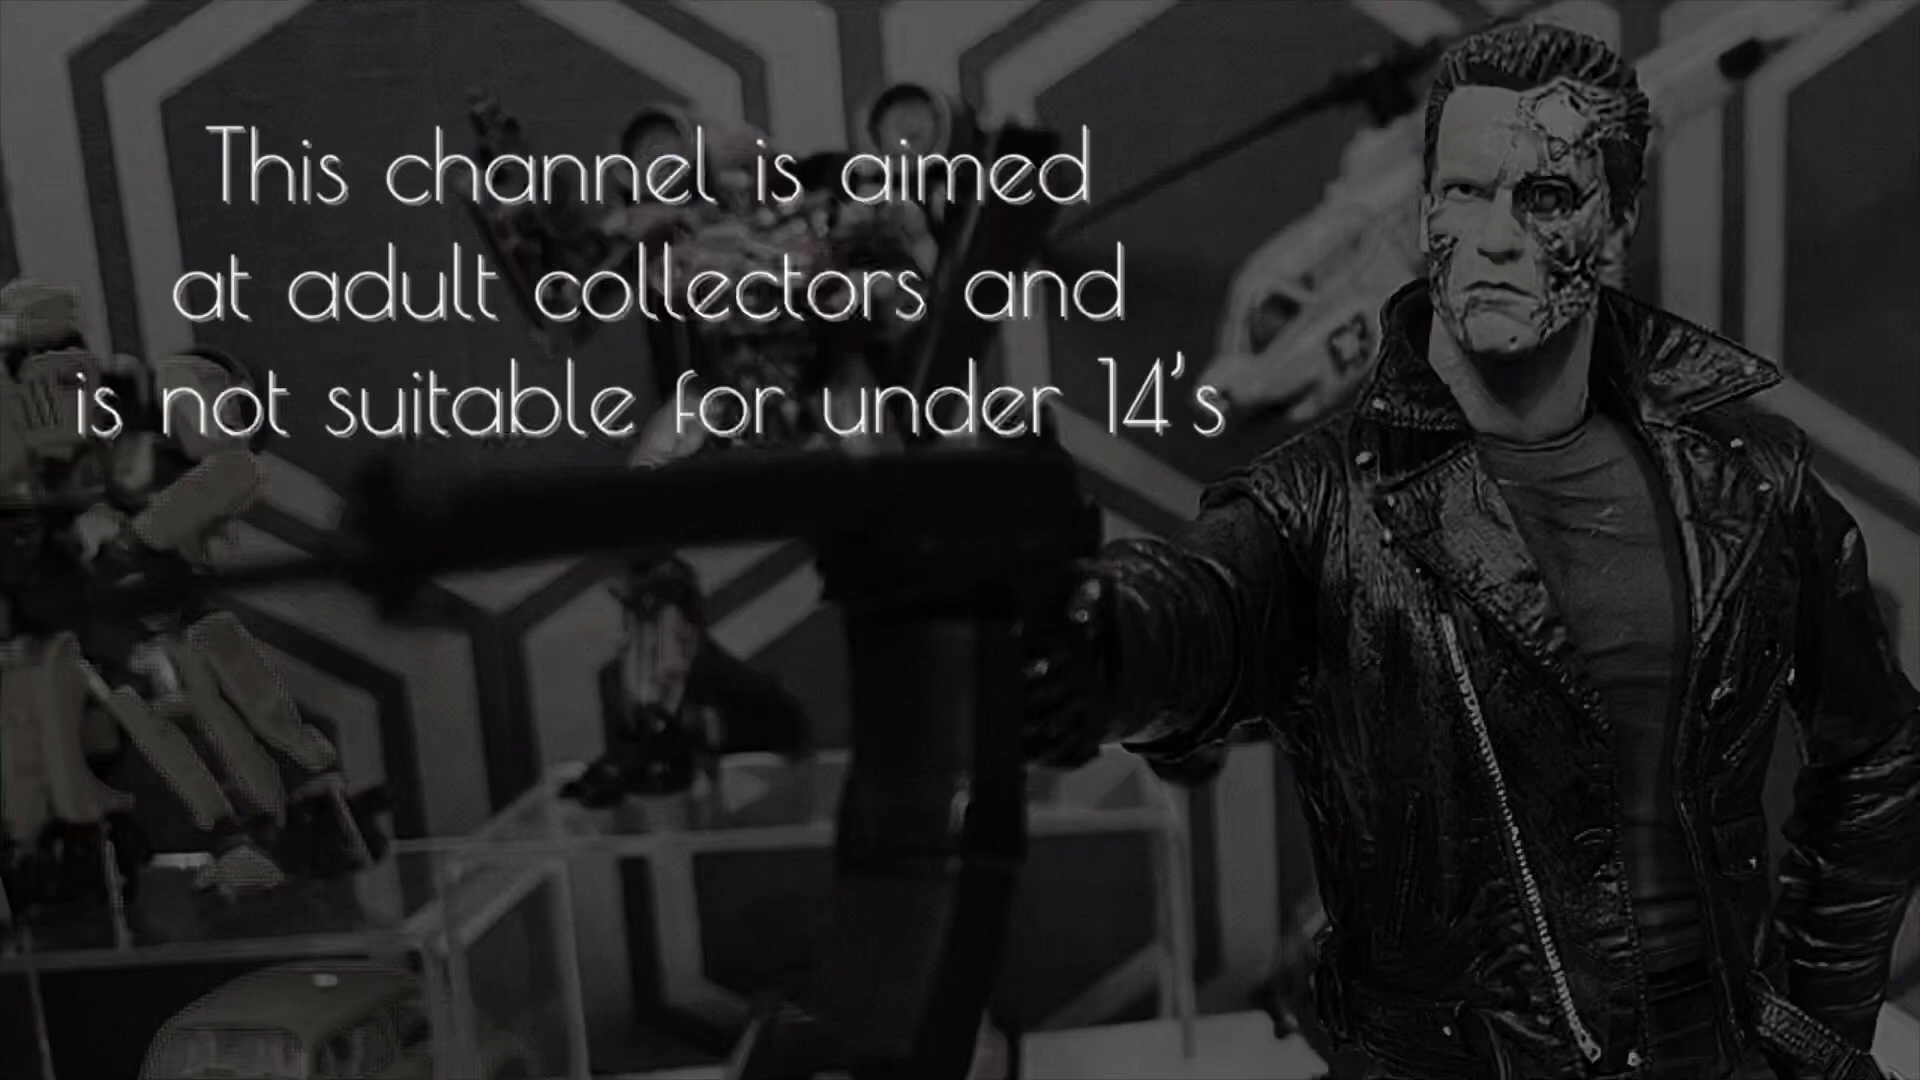 This channel is aimed
at adult collectors and
is not suitable for under 14's